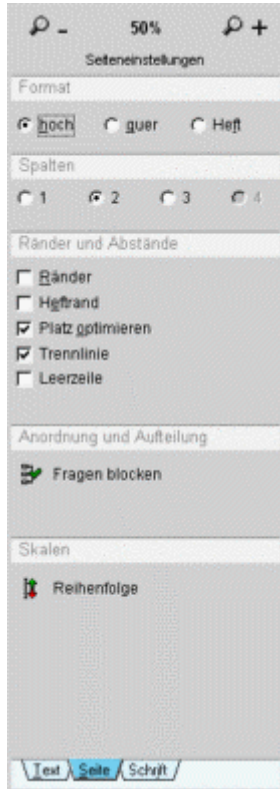 - 50% +
Seiteneinstellungen
Format
hoch quer Heft
Spalten
1 2 3 4
Ränder und Abstände
Ränder
Heftrand
Platz optimieren
Trennlinie
Leerzeile
Anordnung und Aufteilung
Fragen blocken
Skalen
Reihenfolge
Text Seite Schrift